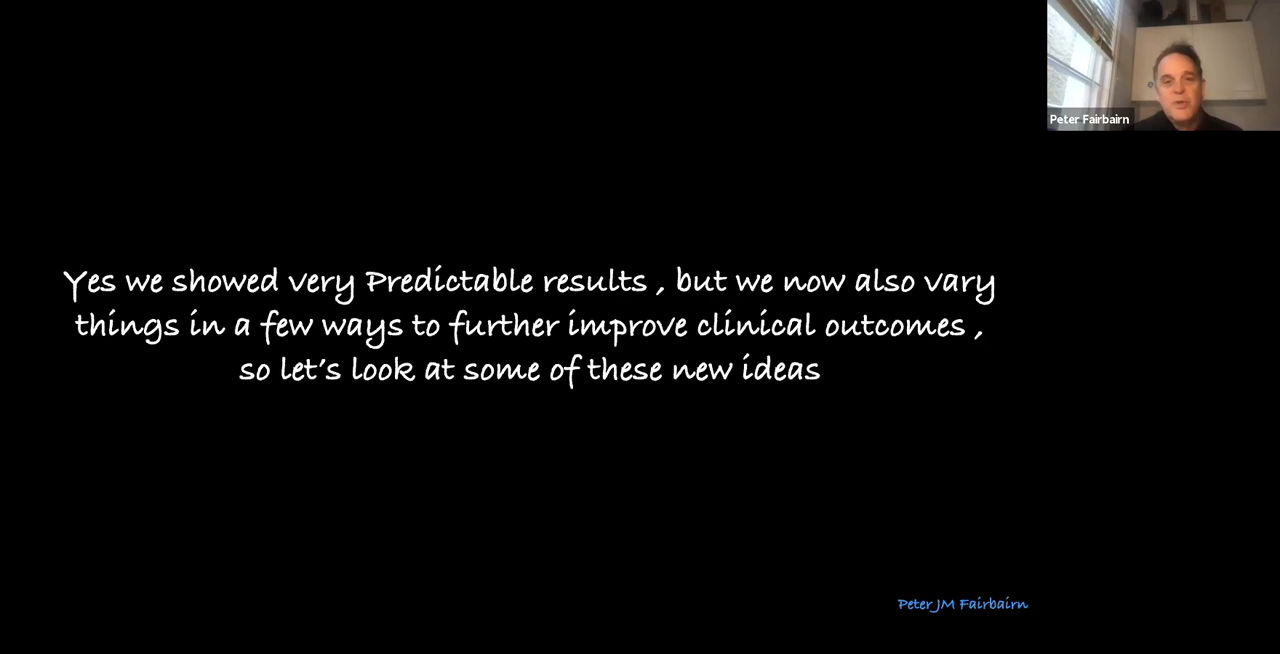 Peter Fairbairn
Yes we showed very Predictable results , but we now also vary
things in a few ways to further improve clinical outcomes ,
so let's look at some of these new ideas
Peter JM Fairbairn